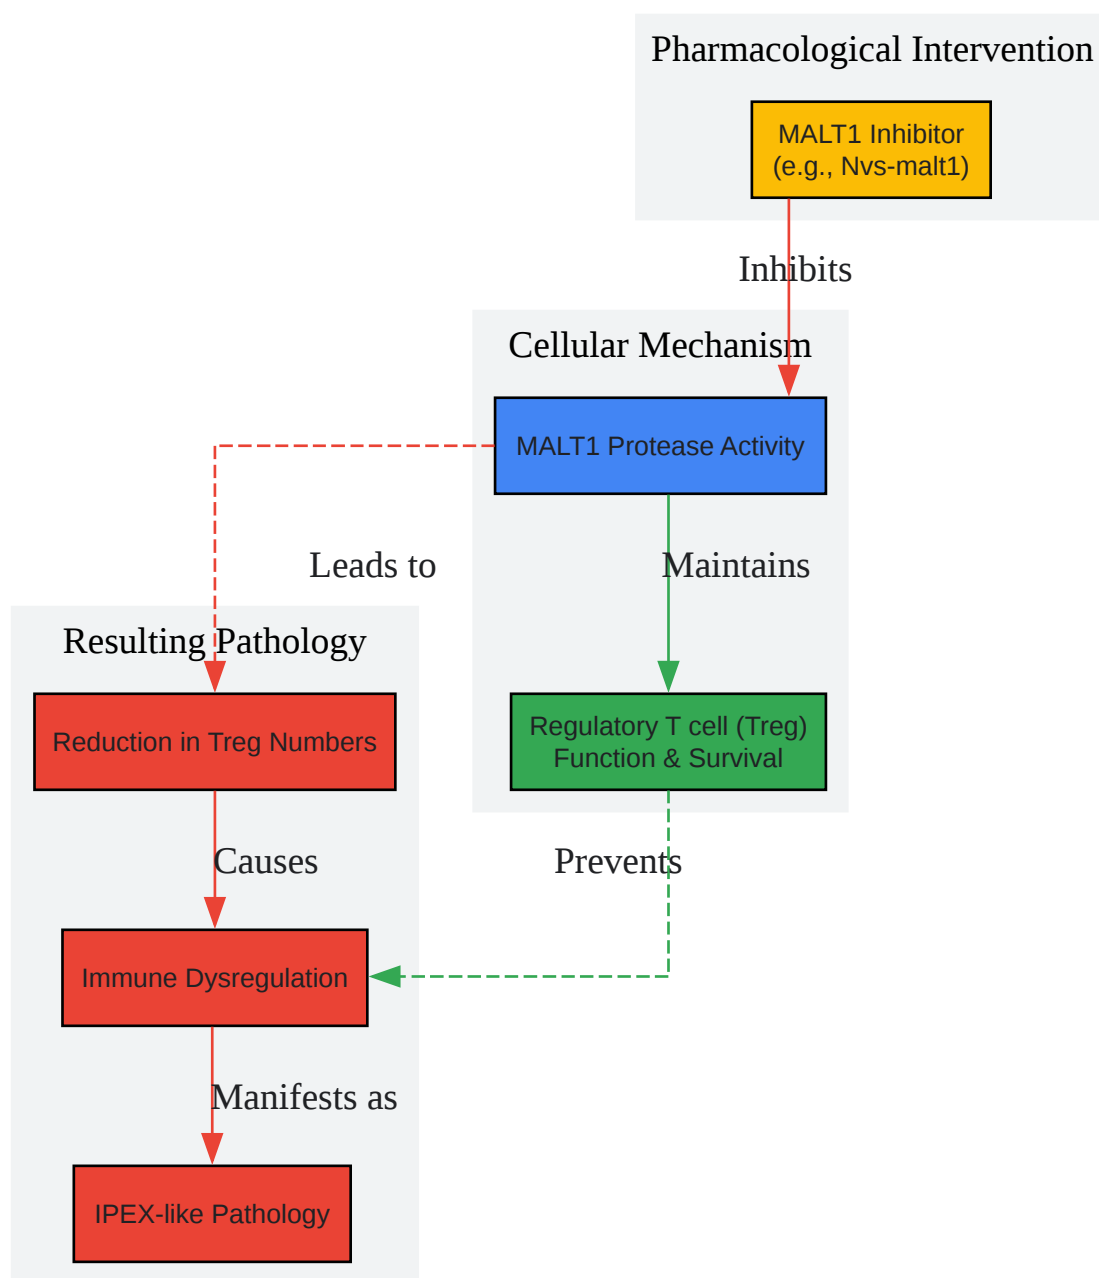 Pharmacological Intervention
MALT1 Inhibitor
(e.g., Nvs-malt1)
Inhibits
Cellular Mechanism
MALT1 Protease Activity
Leads to
Maintains
Resulting Pathology
Reduction in Treg Numbers
Regulatory T cell (Treg)
Function & Survival
Causes
Prevents
Immune Dysregulation
Manifests as
IPEX-like Pathology